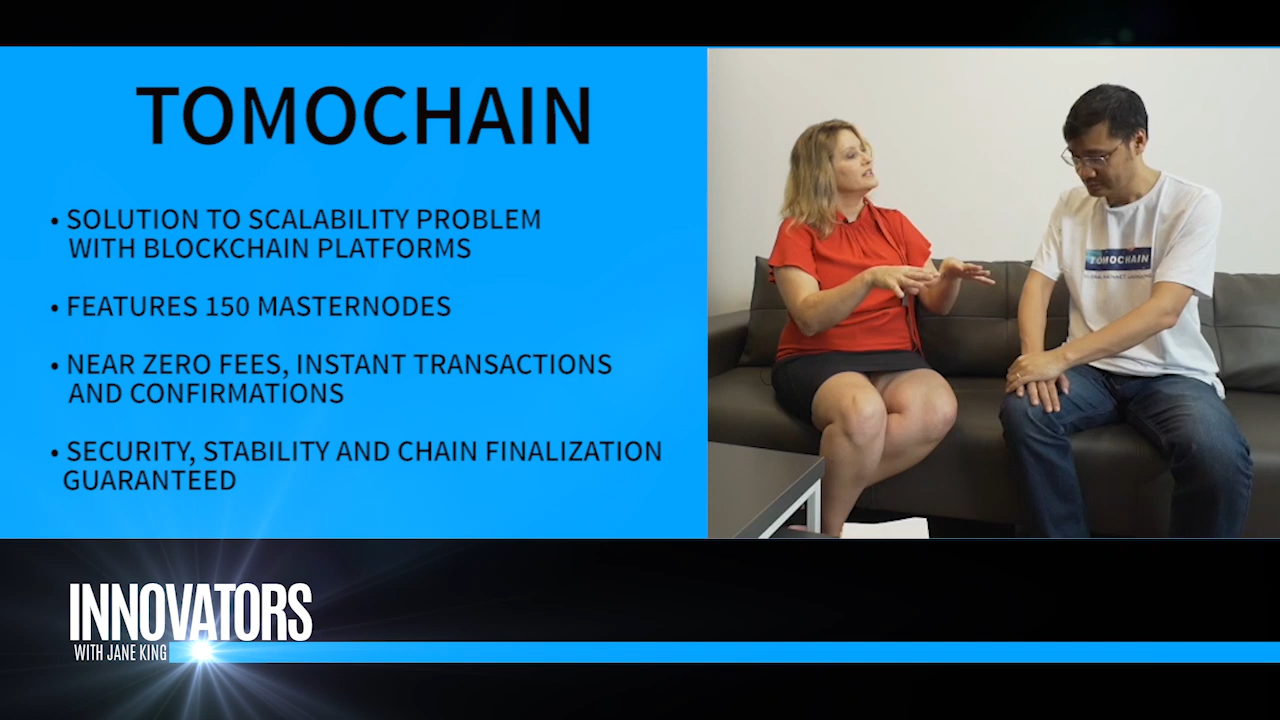 TOMOCHAIN
• SOLUTION TO SCALABILITY PROBLEM
WITH BLOCKCHAIN PLATFORMS
• FEATURES 150 MASTERNODES
• NEAR ZERO FEES, INSTANT TRANSACTIONS
AND CONFIRMATIONS
• SECURITY, STABILITY AND CHAIN FINALIZATION
GUARANTEED
TOMOCHAIN
INNOVATORS
WITH JANE KING